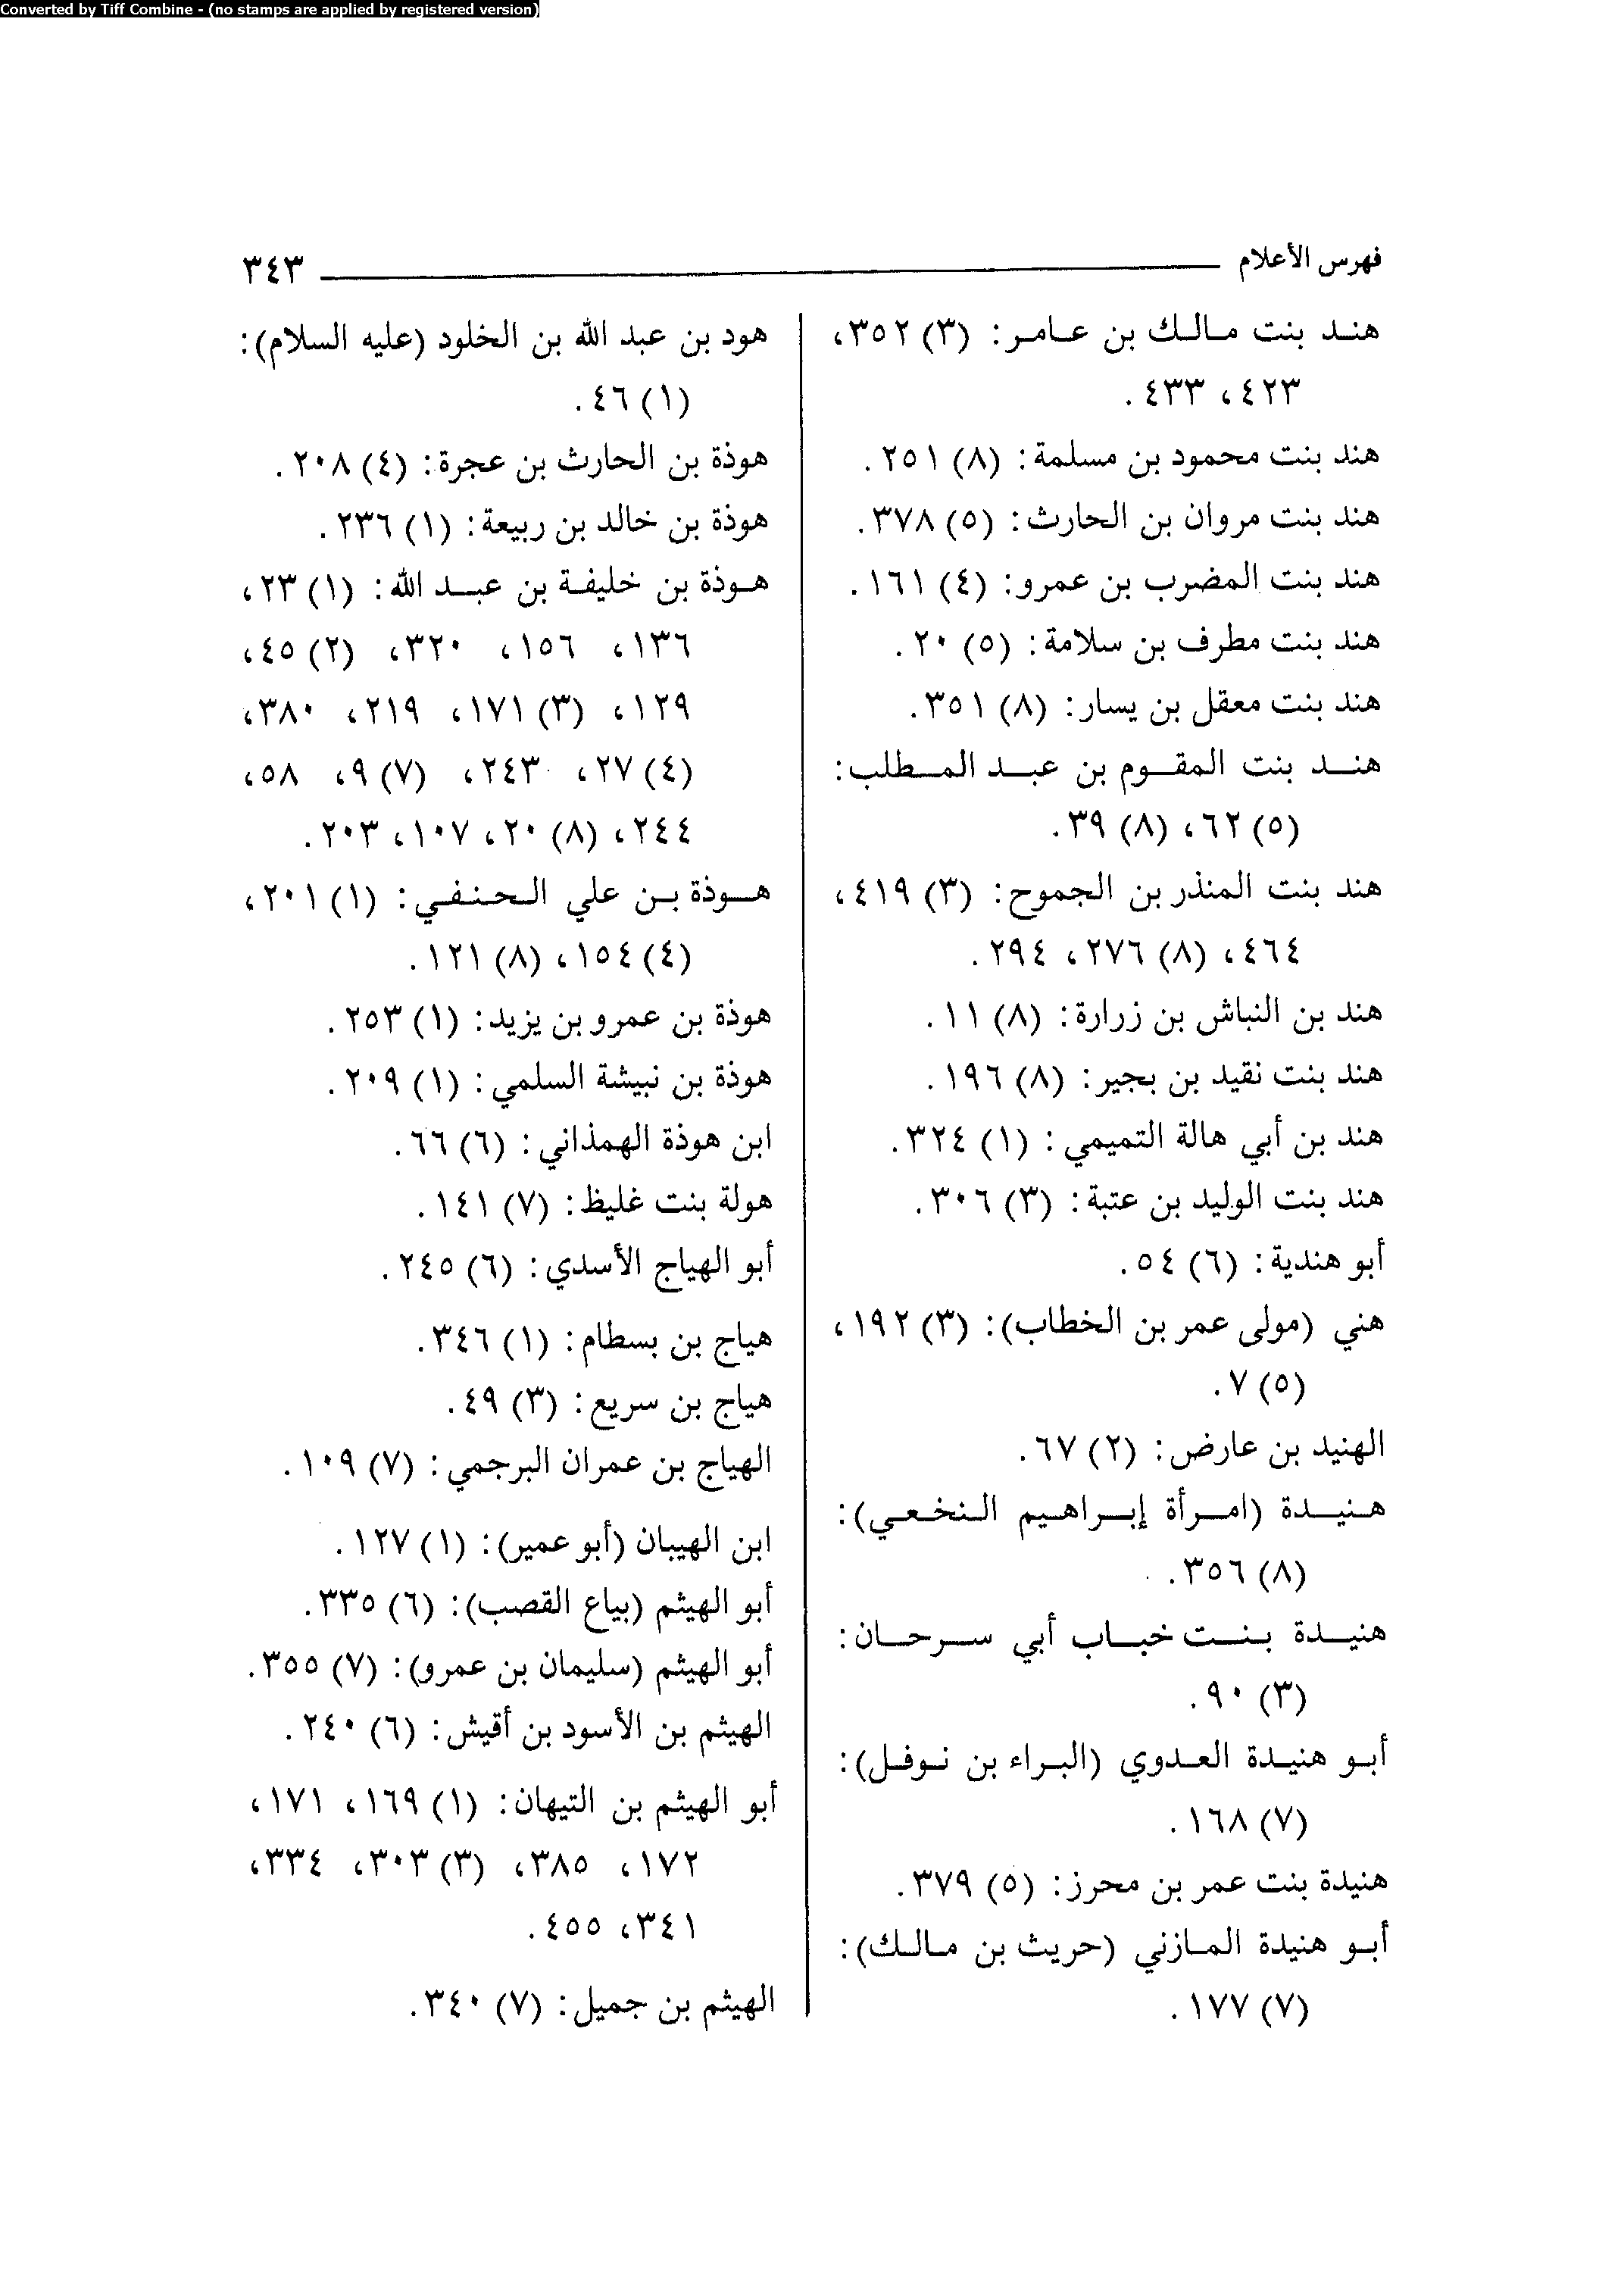 Converted by Tiff Combine - (no stamps are applied by registered version)
فهرس الأعلام ٣٤٣
هند بنت مالك بن عامر: (٣) ٣٥٢،
٤٢٣، ٤٣٣.
هند بنت محمود بن مسلمة: (٨) ٢٥١.
هند بنت مروان بن الحارث: (٥) ٣٧٨.
هند بنت المضرب بن عمرو: (٤) ١٦١.
هند بنت مطرف بن سلامة: (٥) ٢٠.
هند بنت معقل بن يسار: (٨) ٣٥١.
هند بنت المقوم بن عبد المطلب:
(٥) ٦٢، (٨) ٣٩.
هند بنت المنذر بن الجموح: (٣) ٤١٩،
٤٦٤، (٨) ٢٧٦، ٢٩٤.
هند بن النباش بن زرارة: (٨) ١١.
هند بنت نقيد بن بجير: (٨) ١٩٦.
هند بن أبي هالة التميمي: (١) ٣٢٤.
هند بنت الوليد بن عتبة: (٣) ٣٠٦.
أبو هندية: (٦) ٥٤.
هني (مولى عمر بن الخطاب): (٣) ١٩٢،
(٥) ٧.
الهنيد بن عارض: (٢) ٦٧.
هنيدة (امرأة إبراهيم النخعي):
(٨) ٣٥٦.
هنيدة بنت خباب أبي سرحان:
(٣) ٩٠.
أبو هنيدة العدوي (البراء بن نوفل):
(٧) ١٦٨.
هنيدة بنت عمر بن محرز: (٥) ٣٧٩.
أبو هنيدة المازني (حريث بن مالك):
(٧) ١٧٧.
هود بن عبد الله بن الخلود (عليه السلام):
(١) ٤٦.
هوذة بن الحارث بن عجرة: (٤) ٢٠٨.
هوذة بن خالد بن ربيعة: (١) ٢٣٦.
هوذة بن خليفة بن عبد الله: (١) ٢٣،
١٣٦، ١٥٦، ٣٢٠، (٢) ٤٥،
١٢٩، (٣) ١٧١، ٢١٩، ٣٨٠،
(٤) ٢٧، ٢٤٣، (٧) ٩، ٥٨،
٢٤٤، (٨) ٢٠، ١٠٧، ٢٠٣.
هوذة بن علي الحنفي: (١) ٢٠١،
(٤) ١٥٤، (٨) ١٢١.
هوذة بن عمرو بن يزيد: (١) ٢٥٣.
هوذة بن نبيشة السلمي: (١) ٢٠٩.
ابن هوذة الهمذاني: (٦) ٦٦.
هولة بنت غليظ: (٧) ١٤١.
أبو الهياج الأسدي: (٦) ٢٤٥.
هياج بن بسطام: (١) ٣٤٦.
هياج بن سريع: (٣) ٤٩.
الهياج بن عمران البرجمي: (٧) ١٠٩.
ابن الهيبان (أبو عمير): (١) ١٢٧.
أبو الهيثم (بياع القصب): (٦) ٣٣٥.
أبو الهيثم (سليمان بن عمرو): (٧) ٣٥٥.
الهيثم بن الأسود بن أقيش: (٦) ٢٤٠.
أبو الهيثم بن التيهان: (١) ١٦٩، ١٧١،
١٧٢، ٣٨٥، (٣) ٣٠٣، ٣٣٤،
٣٤١، ٤٥٥.
الهيثم بن جميل: (٧) ٣٤٠.